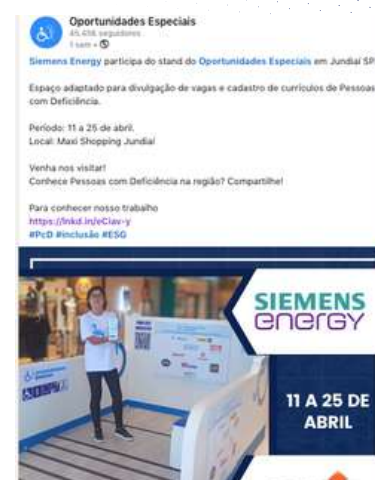 Oportunidades Especiais
45.458 seguidores
1 sem •
Siemens Energy participa do stand do Oportunidades Especiais em Jundiaí SP
Espaço adaptado para divulgação de vagas e cadastro de currículos de Pessoas
com Deficiência.
Período: 11 a 25 de abril.
Local: Maxi Shopping Jundiaí
Venha nos visitar!
Conhece Pessoas com Deficiência na região? Compartilhe!
Para conhecer nosso trabalho
https://lnkd.in/eCiav-y
#PcD #inclusão #ESG
SIEMENS
energy
11 A 25 DE
ABRIL